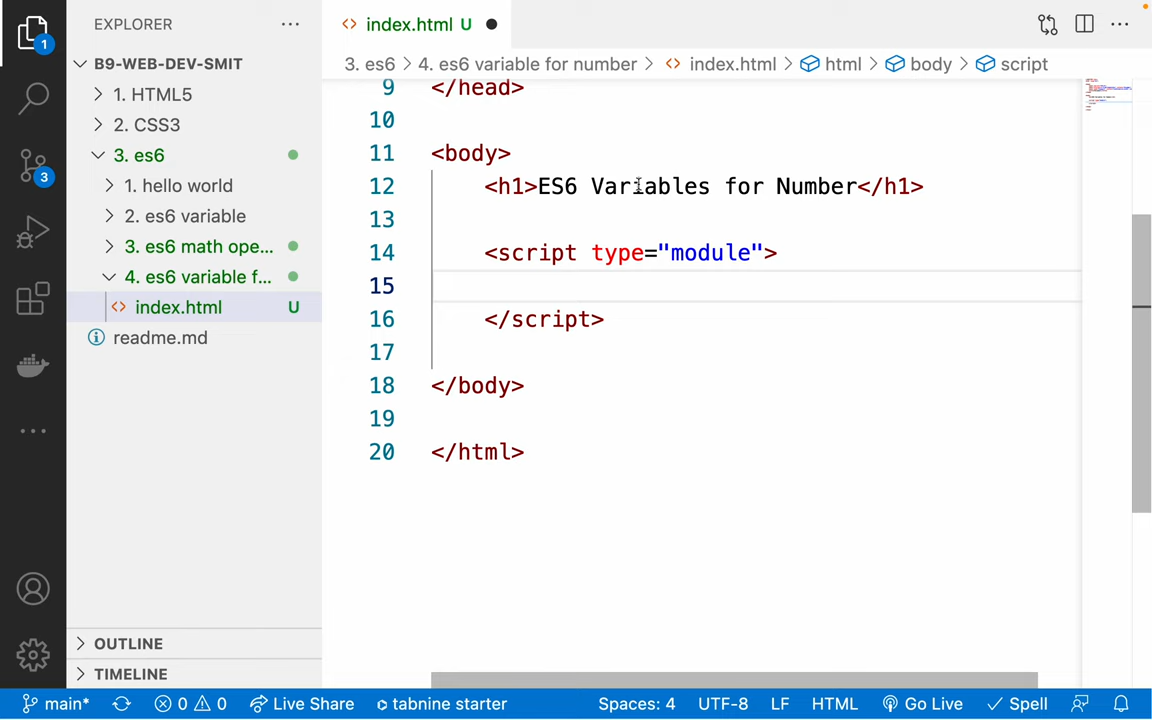 EXPLORER
B9-WEB-DEV-SMIT
1. HTML5
2. CSS3
3. es6
1. hello world
2. es6 variable
3. es6 math ope...
4. es6 variable f...
index.html U
readme.md
OUTLINE
TIMELINE
1
3
index.html U
3. es6 > 4. es6 variable for number > index.html > html > body > script
9 </head>
10
11 <body>
12 <h1>ES6 Variables for Number</h1>
13
14 <script type="module">
15
16 </script>
17
18 </body>
19
20 </html>
main* 0 0 Live Share tabnine starter Spaces: 4 UTF-8 LF HTML Go Live Spell